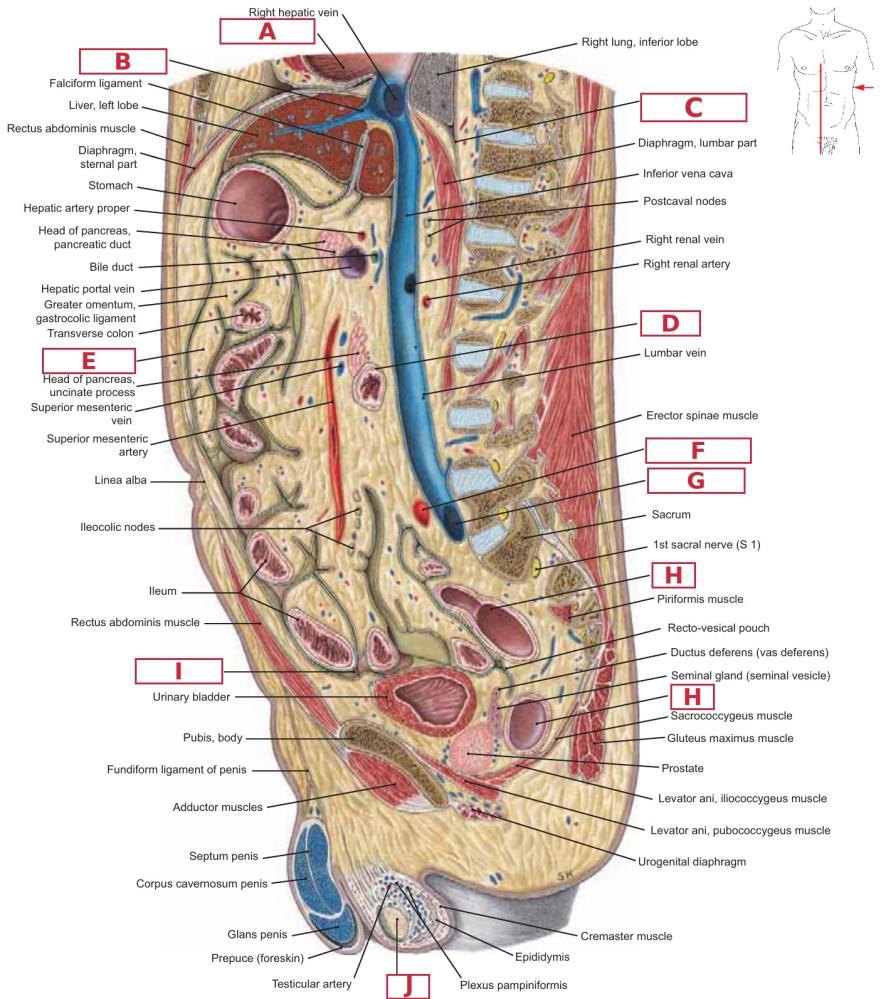 Right hepatic vein
A
B
Falciform ligament
Liver, left lobe
Rectus abdominis muscle
Diaphragm,
sternal part
Stomach
Hepatic artery proper
Head of pancreas,
pancreatic duct
Bile duct
Hepatic portal vein
Greater omentum,
gastrocolic ligament
Transverse colon
E
Head of pancreas,
uncinate process
Superior mesenteric
vein
Superior mesenteric
artery
Linea alba
Ileocolic nodes
Ileum
Rectus abdominis muscle
I
Urinary bladder
Pubis, body
Fundiform ligament of penis
Adductor muscles
Septum penis
Corpus cavernosum penis
Glans penis
Prepuce (foreskin)
Testicular artery
J
Right lung, inferior lobe
C
Diaphragm, lumbar part
Inferior vena cava
Postcaval nodes
Right renal vein
Right renal artery
D
Lumbar vein
Erector spinae muscle
F
G
Sacrum
1st sacral nerve (S 1)
H
Piriformis muscle
Recto-vesical pouch
Ductus deferens (vas deferens)
Seminal gland (seminal vesicle)
H
Sacrococcygeus muscle
Gluteus maximus muscle
Prostate
Levator ani, iliococcygeus muscle
Levator ani, pubococcygeus muscle
Urogenital diaphragm
SH
Cremaster muscle
Epididymis
Plexus pampiniformis